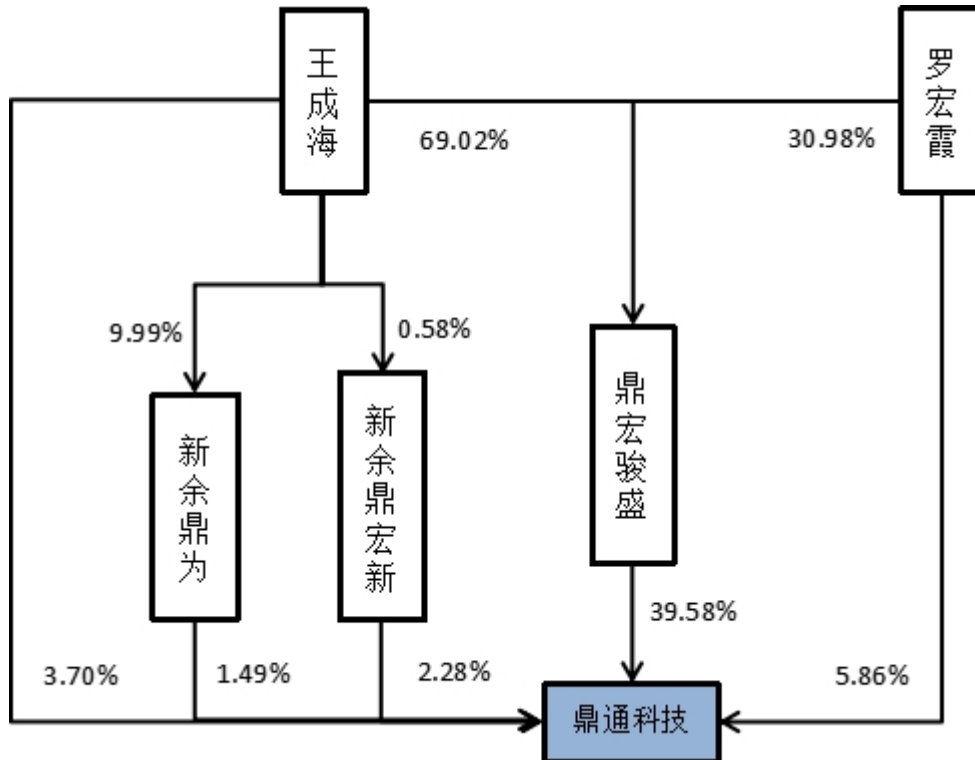 王成海
罗宏霞
69.02%
30.98%
9.99%
0.58%
新余鼎为
新余鼎宏新
鼎宏骏盛
39.58%
3.70%
1.49%
2.28%
5.86%
鼎通科技